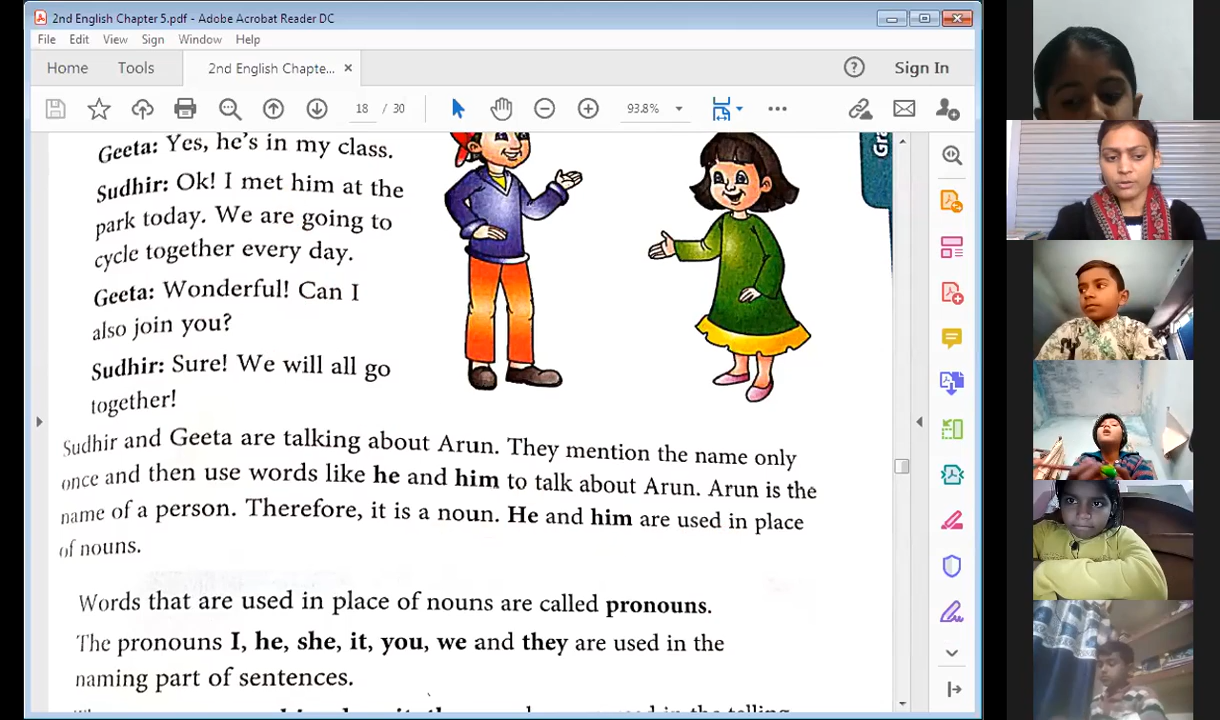 2nd English Chapter 5.pdf - Adobe Acrobat Reader DC
File Edit View Sign Window Help
Home Tools 2nd English Chapte... Sign In
18 / 30 93.8%
Geeta: Yes, he's in my class.
Sudhir: Ok! I met him at the
park today. We are going to
cycle together every day.
Geeta: Wonderful! Can I
also join you?
Sudhir: Sure! We will all go
together!
Sudhir and Geeta are talking about Arun. They mention the name only
once and then use words like he and him to talk about Arun. Arun is the
name of a person. Therefore, it is a noun. He and him are used in place
of nouns.
Words that are used in place of nouns are called pronouns.
The pronouns I, he, she, it, you, we and they are used in the
naming part of sentences.